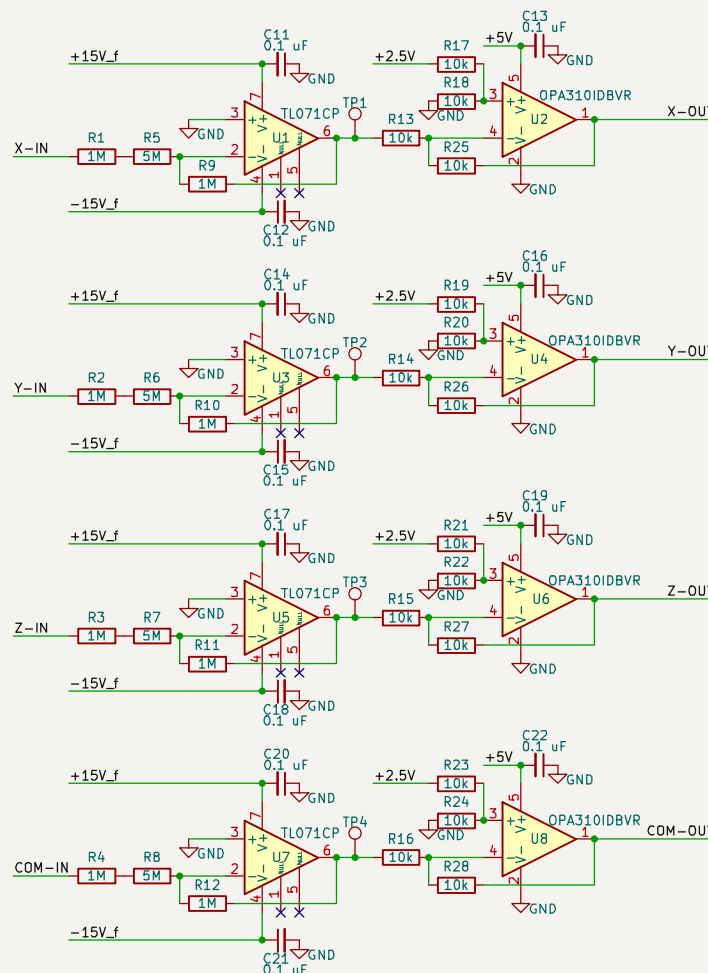 C11
0.1 uF
+15V_f
GND
7
3
TL071CP
TP1
GND
U1
6
X-IN
R1
1M
R5
5M
2
R9
1M
4
NULL
1
NULL
5
-15V_f
C12
0.1 uF
GND
C13
0.1 uF
+5V
R17
10k
+2.5V
GND
5
R18
10k
3
OPA310IDBVR
GND
R13
10k
U2
1
X-OUT
4
R25
10k
2
GND
V+
V-
C14
0.1 uF
+15V_f
GND
7
3
TL071CP
TP2
GND
U3
6
Y-IN
R2
1M
R6
5M
2
R10
1M
4
NULL
1
NULL
5
-15V_f
C15
0.1 uF
GND
C16
0.1 uF
+5V
R19
10k
+2.5V
GND
5
R20
10k
3
OPA310IDBVR
GND
R14
10k
U4
1
Y-OUT
4
R26
10k
2
GND
V+
V-
C17
0.1 uF
+15V_f
GND
7
3
TL071CP
TP3
GND
U5
6
Z-IN
R3
1M
R7
5M
2
R11
1M
4
NULL
1
NULL
5
-15V_f
C18
0.1 uF
GND
C19
0.1 uF
+5V
R21
10k
+2.5V
GND
5
R22
10k
3
OPA310IDBVR
GND
R15
10k
U6
1
Z-OUT
4
R27
10k
2
GND
V+
V-
C20
0.1 uF
+15V_f
GND
7
3
TL071CP
TP4
GND
U7
6
COM-IN
R4
1M
R8
5M
2
R12
1M
4
NULL
1
NULL
5
-15V_f
C21
0.1 uF
GND
C22
0.1 uF
+5V
R23
10k
+2.5V
GND
5
R24
10k
3
OPA310IDBVR
GND
R16
10k
U8
1
COM-OUT
4
R28
10k
2
GND
V+
V-